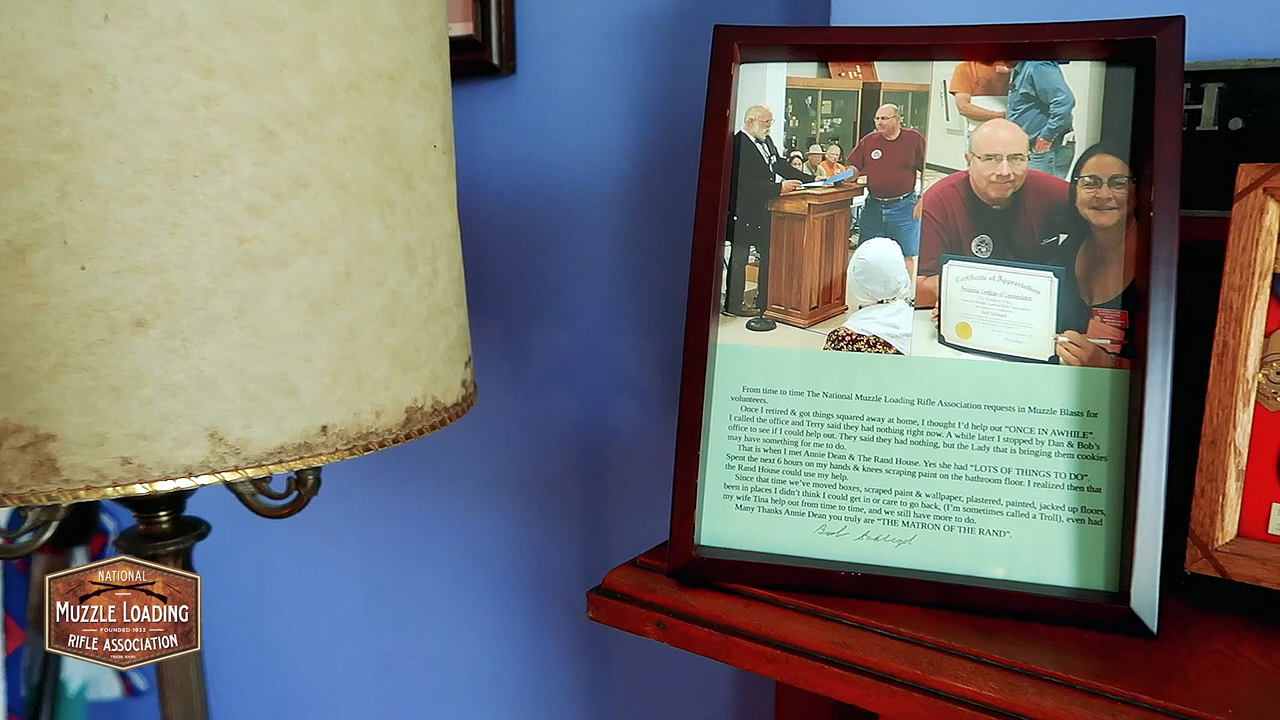 H.
Certificate of Appreciation
From time to time The National Muzzle Loading Rifle Association requests in Muzzle Blasts for
volunteers.
Once I retired & got things squared away at home, I thought I'd help out "ONCE IN AWHILE".
I called the office and Terry said they had nothing right now. A while later I stopped by Dan & Bob's
office to see if I could help out. They said they had nothing, but the Lady that is bringing them cookies
may have something for me to do.
That is when I met Annie Dean & The Rand House. Yes she had "LOTS OF THINGS TO DO".
Spent the next 6 hours on my hands & knees scraping paint on the bathroom floor. I realized then that
the Rand House could use my help.
Since that time we've moved boxes, scraped paint & wallpaper, plastered, painted, jacked up floors,
been in places I didn't think I could get in or care to go back, (I'm sometimes called a Troll), even had
my wife Tina help out from time to time, and we still have more to do.
Many Thanks Annie Dean you truly are "THE MATRON OF THE RAND".
NATIONAL
MUZZLE LOADING
FOUNDED 1933
RIFLE ASSOCIATION
TRADE MARK